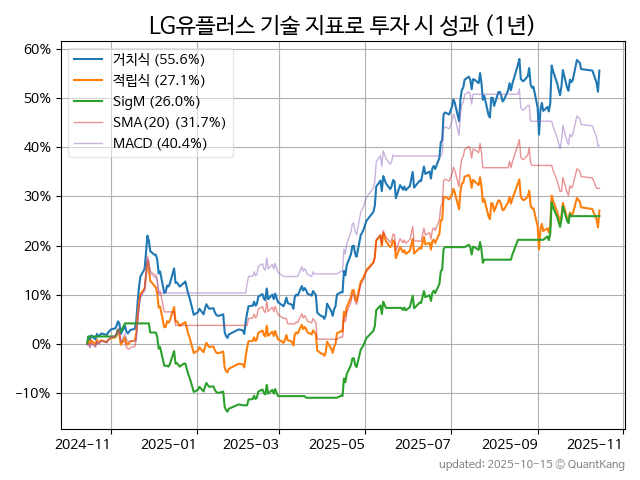 LG유플러스 기술 지표로 투자 시 성과 (1년)
60%
50%
40%
30%
20%
10%
0%
−10%
거치식 (55.6%)
적립식 (27.1%)
SigM (26.0%)
SMA(20) (31.7%)
MACD (40.4%)
2024-11
2025-01
2025-03
2025-05
2025-07
2025-09
2025-11
updated: 2025-10-15 © QuantKang